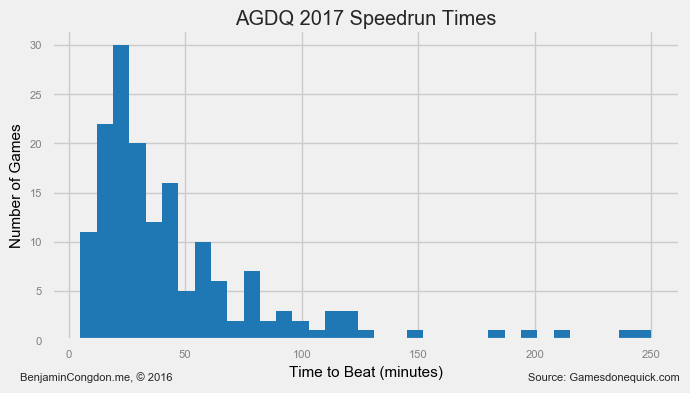 AGDQ 2017 Speedrun Times
Number of Games
30
25
20
15
10
5
0
0 50 100 150 200 250
Time to Beat (minutes)
BenjaminCongdon.me, © 2016
Source: Gamesdonequick.com